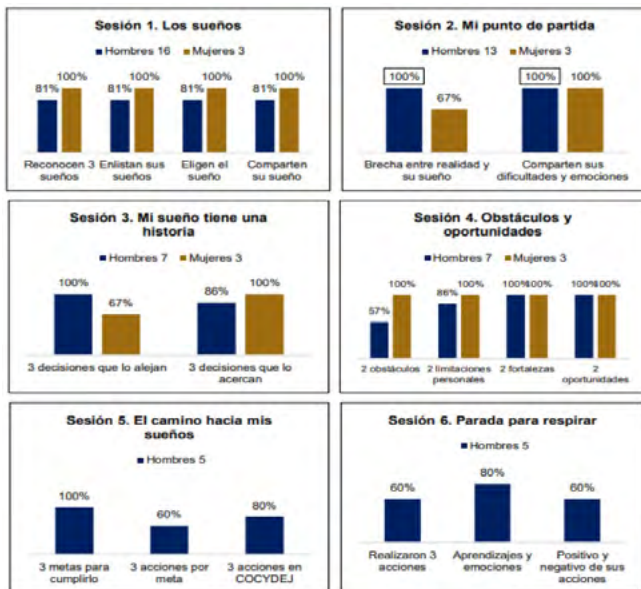 Sesión 1. Los sueños
Hombres 16 Mujeres 3
81% 100% 81% 100% 81% 100% 81% 100%
Reconocen 3 sueños
Enlistan sus sueños
Eligen el sueño
Comparten su sueño
Sesión 2. Mi punto de partida
Hombres 13 Mujeres 3
100% 67% 100% 100%
Brecha entre realidad y su sueño
Comparten sus dificultades y emociones
Sesión 3. Mi sueño tiene una
historia
Hombres 7 Mujeres 3
100% 67% 86% 100%
3 decisiones que lo alejan
3 decisiones que lo acercan
Sesión 4. Obstáculos y
oportunidades
Hombres 7 Mujeres 3
57% 100% 86% 100% 100% 100% 100% 100%
2 obstáculos
2 limitaciones personales
2 fortalezas
2 oportunidades
Sesión 5. El camino hacia mis
sueños
Hombres 5
100% 60% 80%
3 metas para cumplirlo
3 acciones por meta
3 acciones en COCYDEJ
Sesión 6. Parada para respirar
Hombres 5
60% 80% 60%
Realizaron 3 acciones
Aprendizajes y emociones
Positivo y negativo de sus acciones